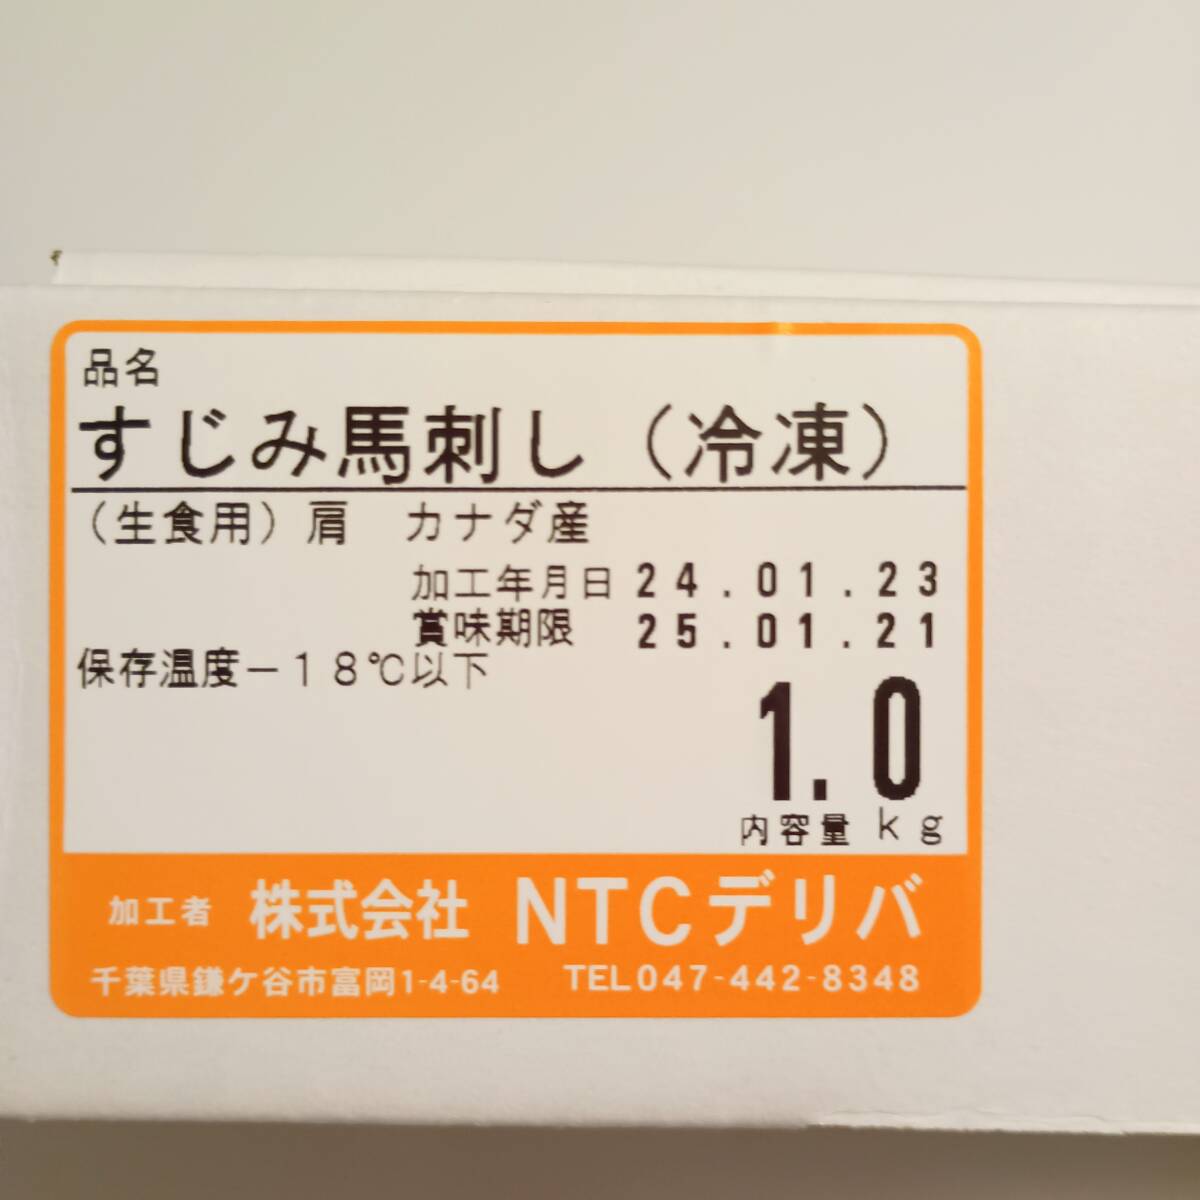 品名
すじみ馬刺し（冷凍）
（生食用）肩　カナダ産
加工年月日 24.01.23
賞味期限 25.01.21
保存温度－１８℃以下
1.0
内容量 ｋｇ
加工者 株式会社 NTCデリバ
千葉県鎌ケ谷市富岡1-4-64 TEL047-442-8348